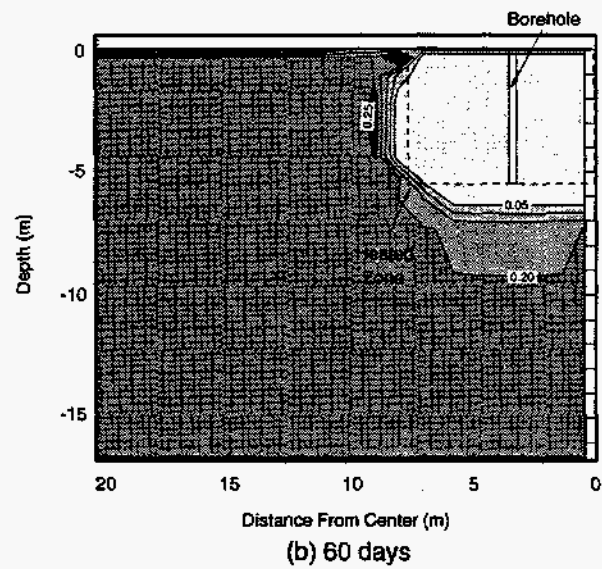 Borehole
0
-5
-10
-15
Depth (m)
0.25
0.05
0.20
Heated
Zone
20 15 10 5 0
Distance From Center (m)
(b) 60 days